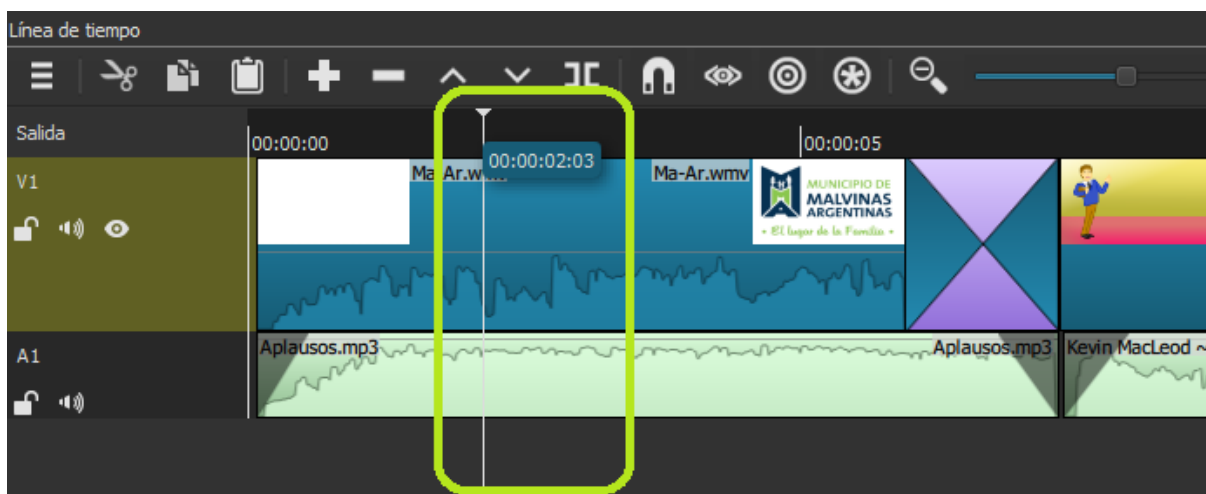 Línea de tiempo
Salida
00:00:00
00:00:05
00:00:02:03
V1
Ma-Ar.wmv
Ma-Ar.wmv
MUNICIPIO DE
MALVINAS
ARGENTINAS
• El lugar de la Familia •
A1
Aplausos.mp3
Aplausos.mp3
Kevin MacLeod ~